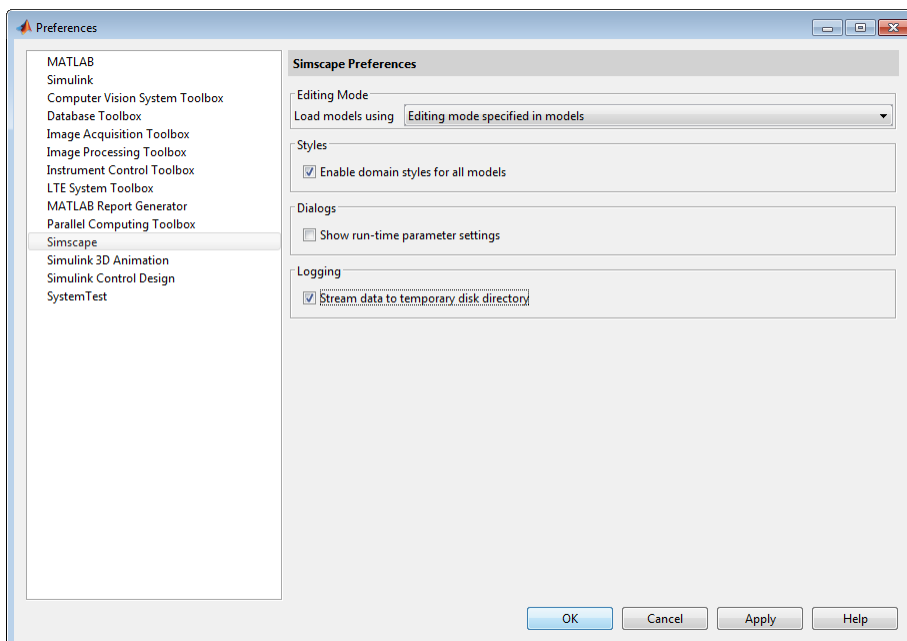 Preferences
MATLAB
Simulink
Computer Vision System Toolbox
Database Toolbox
Image Acquisition Toolbox
Image Processing Toolbox
Instrument Control Toolbox
LTE System Toolbox
MATLAB Report Generator
Parallel Computing Toolbox
Simscape
Simulink 3D Animation
Simulink Control Design
SystemTest
Simscape Preferences
Editing Mode
Load models using Editing mode specified in models
Styles
Enable domain styles for all models
Dialogs
Show run-time parameter settings
Logging
Stream data to temporary disk directory
OK Cancel Apply Help